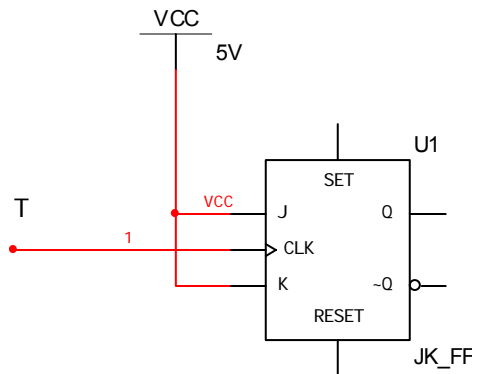 VCC
5V
U1
SET
T
VCC
J
Q
1
CLK
K
~Q
RESET
JK_FF